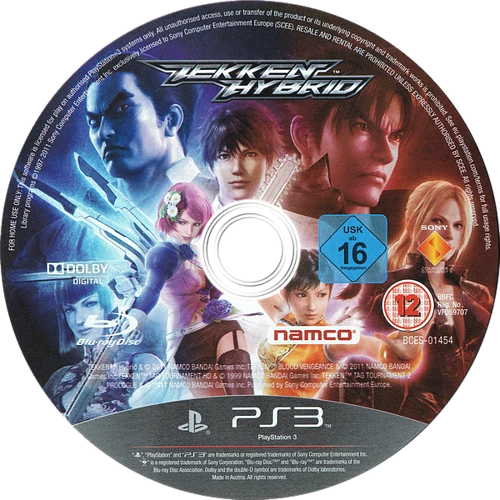 FOR HOME USE ONLY: This software is licensed for play on authorised PlayStation®3 systems only. All unauthorised access, use or transfer of the product or its underlying copyright and trademark works is prohibited. See eu.playstation.com/terms for full usage rights.
Library programs ©1997-2011 Sony Computer Entertainment Inc. exclusively licensed to Sony Computer Entertainment Europe (SCEE). RESALE AND RENTAL ARE PROHIBITED UNLESS EXPRESSLY AUTHORISED BY SCEE. All rights reserved.
TEKKEN™
HYBRID
USK
ab
16
freigegeben
SONY
DOLBY
DIGITAL
12
BBFC
Reg. No.
Blu-ray Disc
namco®
BCES-01454
TEKKEN™ Hybrid & © 2011 NAMCO BANDAI Games Inc. TEKKEN™ BLOOD VENGEANCE & © 2011 NAMCO
BANDAI Games Inc. TEKKEN™ TAG TOURNAMENT & © 1999 NAMCO BANDAI Games Inc. TEKKEN™ TAG TOURNAMENT 2
PROLOGUE & © 2011 NAMCO BANDAI Games Inc. Published by Sony Computer Entertainment Europe.
PS3
PlayStation 3
", "PlayStation" and "PS3" are trademarks or registered trademarks of Sony Computer Entertainment Inc.
" " is a registered trademark of Sony Corporation. "Blu-ray Disc™" and "Blu-ray™" are trademarks of the
Blu-ray Disc Association. Dolby and the double-D symbol are trademarks of Dolby laboratories.
Made in Austria. All rights reserved.